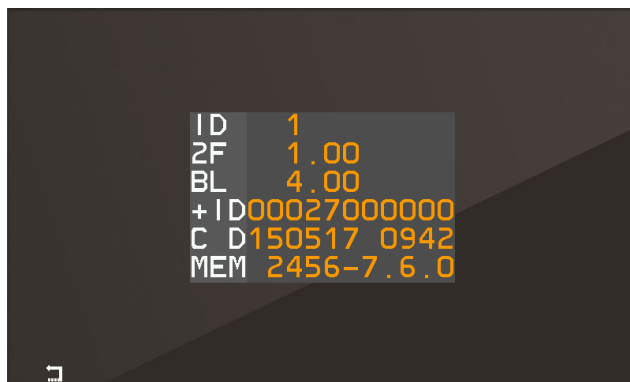 ID 1
2F 1.00
BL 4.00
+ID00027000000
C D150517 0942
MEM 2456-7.6.0